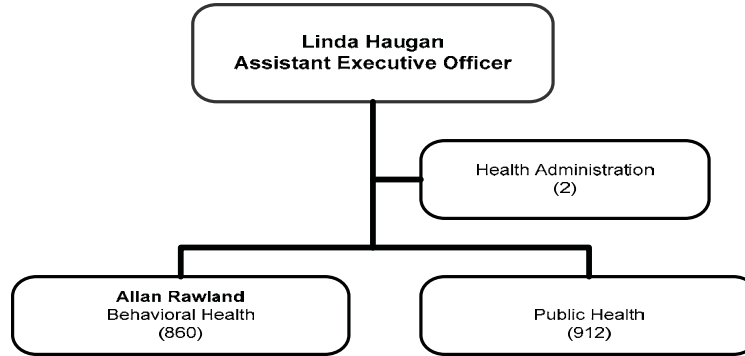 Linda Haugan
Assistant Executive Officer
Health Administration
(2)
Allan Rawland
Behavioral Health
(860)
Public Health
(912)